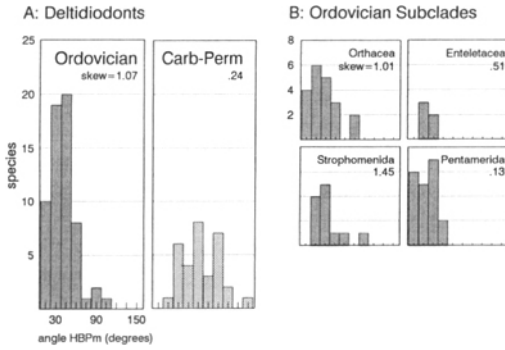 A: Deltidiodonts
B: Ordovician Subclades
Ordovician
skew=1.07
Carb-Perm
.24
25
20
15
10
5
species
30 90 150
angle HBPm (degrees)
8
6
4
2
Orthacea
skew=1.01
Enteletacea
.51
Strophomenida
1.45
Pentamerida
.13